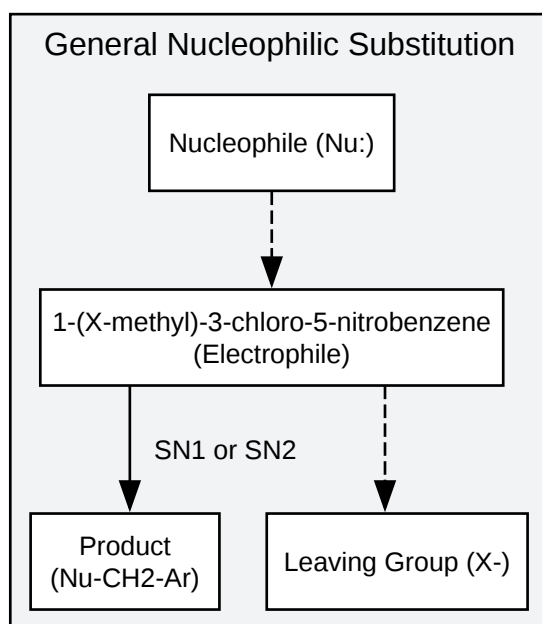 General Nucleophilic Substitution
Nucleophile (Nu:)
1-(X-methyl)-3-chloro-5-nitrobenzene
(Electrophile)
SN1 or SN2
Product
(Nu-CH2-Ar)
Leaving Group (X-)